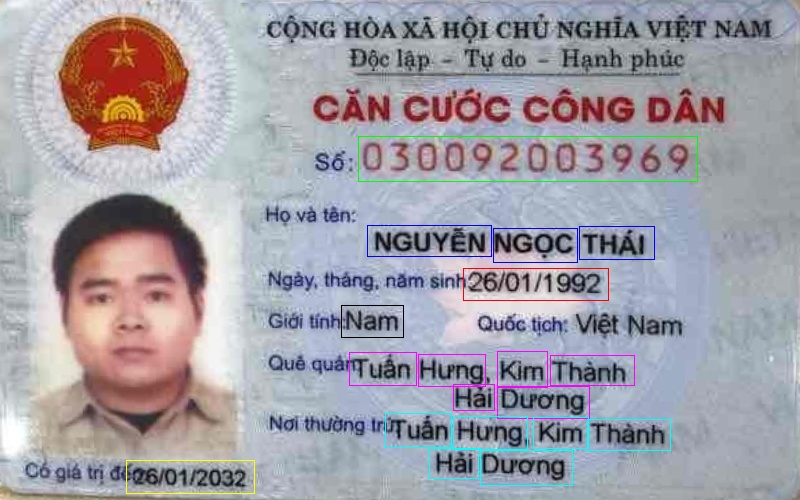 CỘNG HÒA XÃ HỘI CHỦ NGHĨA VIỆT NAM
Độc lập - Tự do - Hạnh phúc
CĂN CƯỚC CÔNG DÂN
Số: 030092003969
Họ và tên:
NGUYỄN NGỌC THÁI
Ngày, tháng, năm sinh: 26/01/1992
Giới tính: Nam Quốc tịch: Việt Nam
Quê quán: Tuấn Hưng, Kim Thành
Hải Dương
Nơi thường trú: Tuấn Hưng, Kim Thành
Hải Dương
Có giá trị đến: 26/01/2032